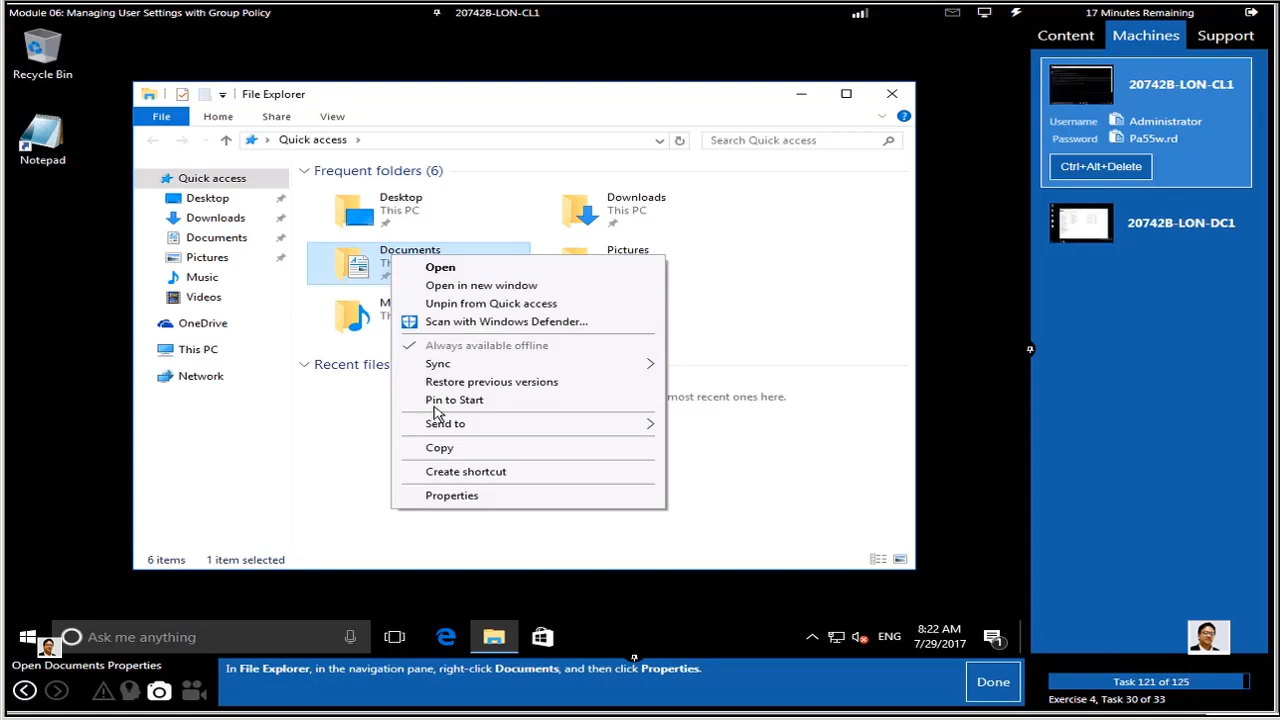 Module 06: Managing User Settings with Group Policy
20742B-LON-CL1
17 Minutes Remaining
Content
Machines
Support
Recycle Bin
Notepad
File Explorer
File
Home
Share
View
Quick access
Search Quick access
Quick access
Desktop
Downloads
Documents
Pictures
Music
Videos
OneDrive
This PC
Network
Frequent folders (6)
Desktop
This PC
Downloads
This PC
Documents
Pictures
Open
Open in new window
Unpin from Quick access
Scan with Windows Defender...
Always available offline
Sync
Restore previous versions
Pin to Start
Send to
Copy
Create shortcut
Properties
Recent files
most recent ones here.
6 items
1 item selected
20742B-LON-CL1
Username
Administrator
Password
Pa55w.rd
Ctrl+Alt+Delete
20742B-LON-DC1
Ask me anything
ENG
8:22 AM
7/29/2017
1
Open Documents Properties
In File Explorer, in the navigation pane, right-click Documents, and then click Properties.
Done
Task 121 of 125
Exercise 4, Task 30 of 33